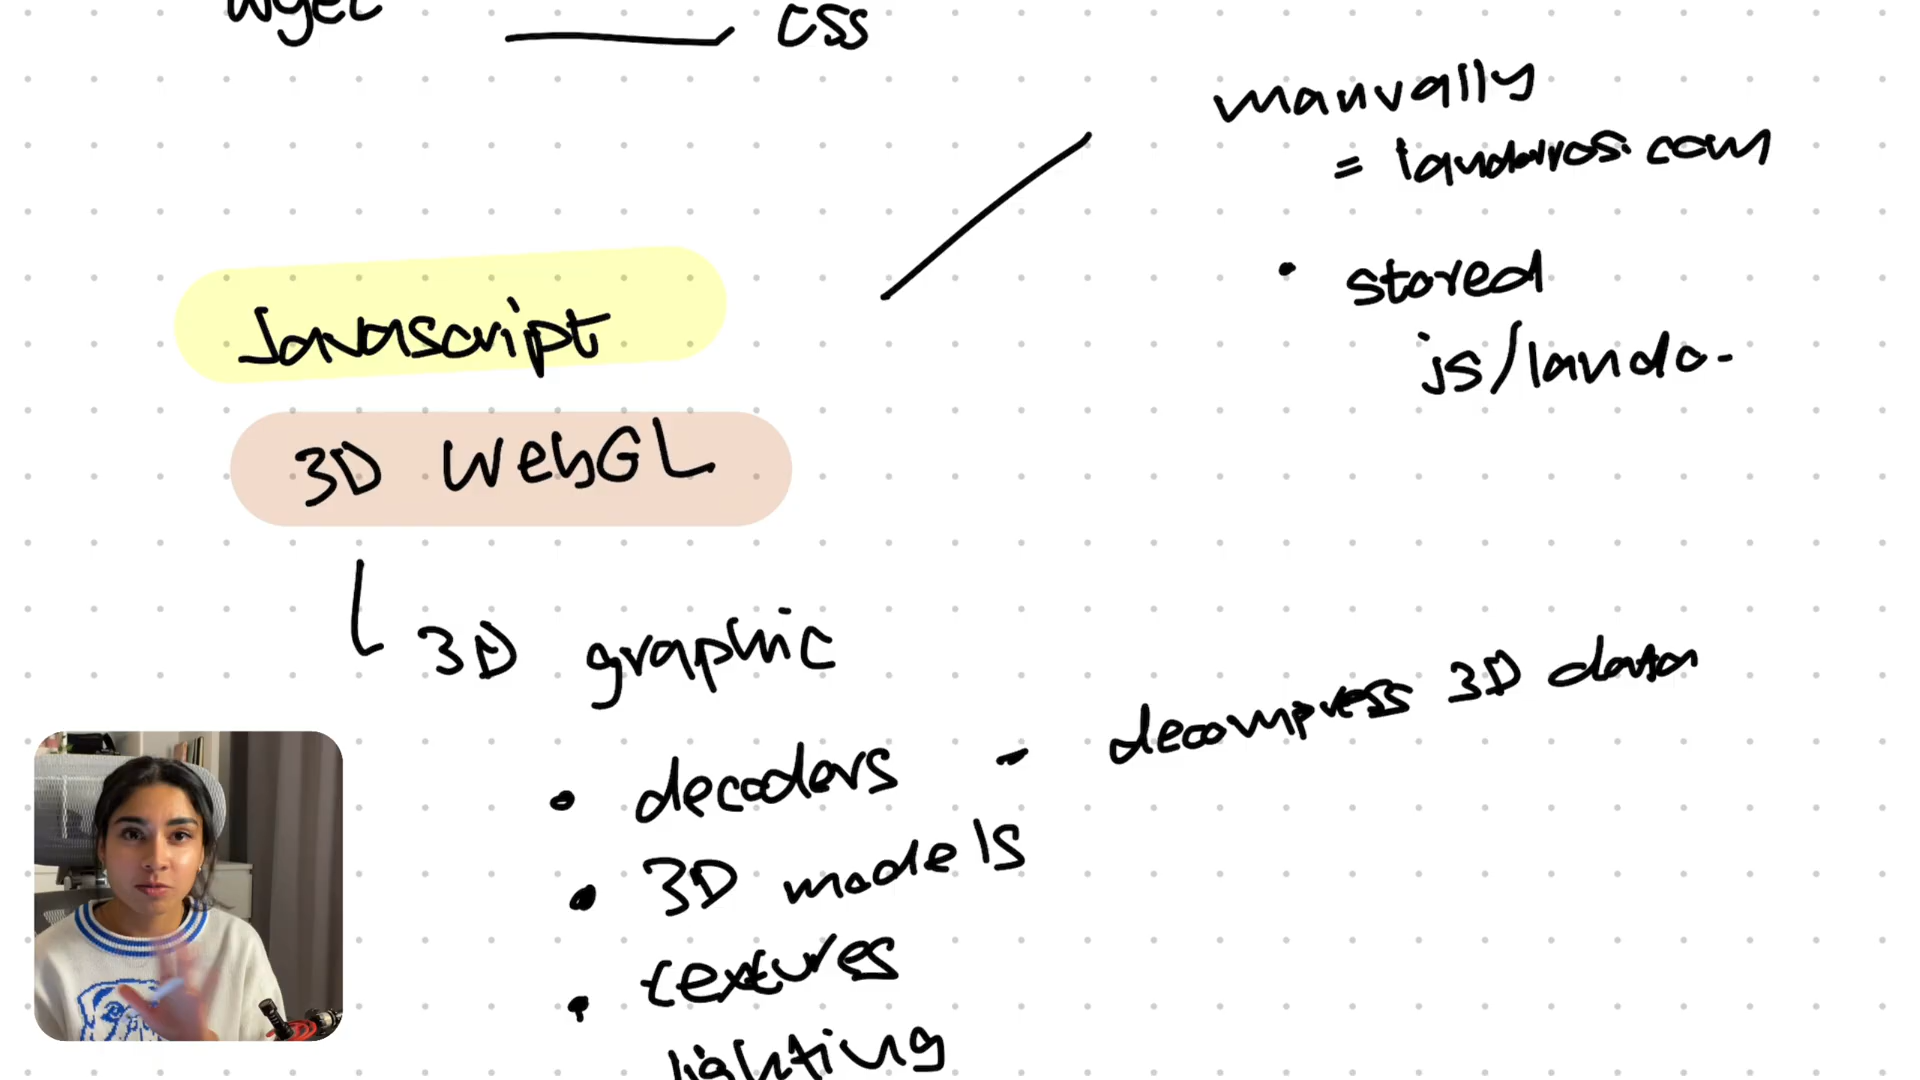 wget
css
manually
= landonorris.com
• stored
js/lando.
Javascript
3D WebGL
3D graphic
• decoders - decompress 3D data
• 3D models
• textures
lighting